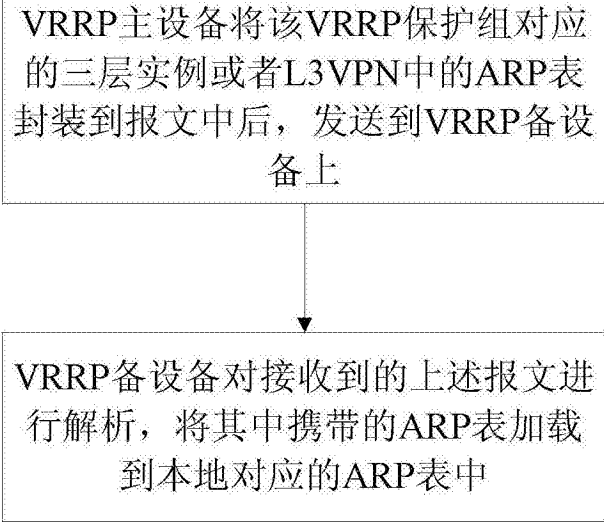 VRRP主设备将该VRRP保护组对应
的三层实例或者L3VPN中的ARP表
封装到报文中后，发送到VRRP备设
备上
VRRP备设备对接收到的上述报文进
行解析，将其中携带的ARP表加载
到本地对应的ARP表中